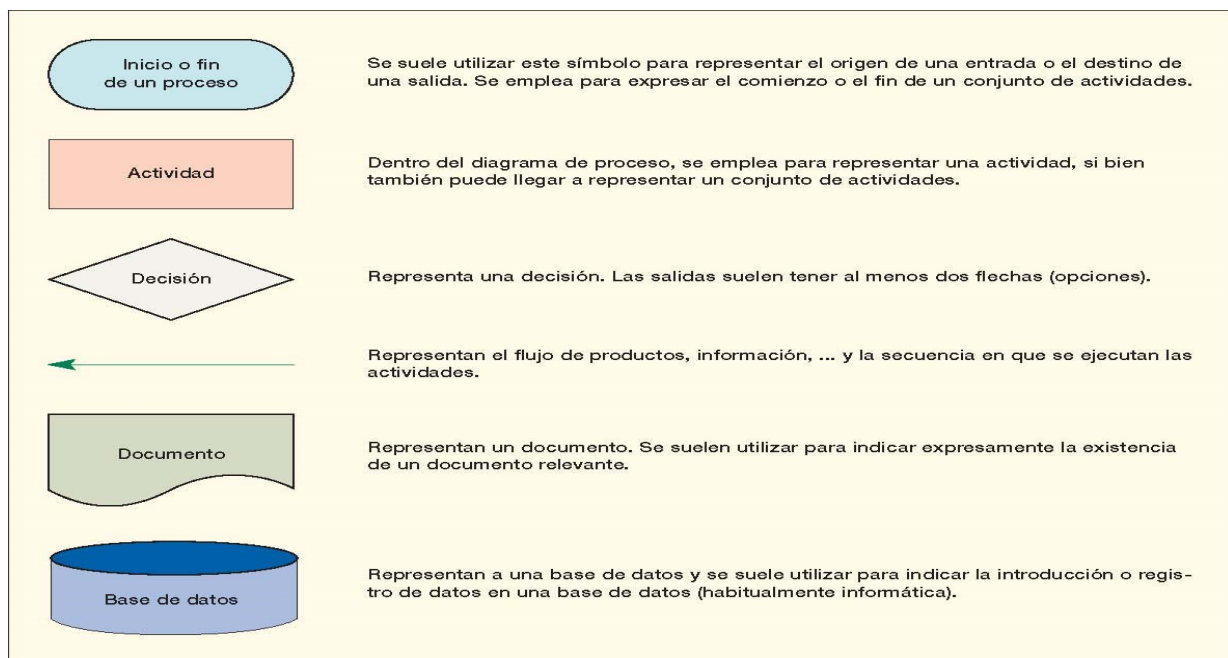 Inicio o fin
de un proceso
Se suele utilizar este símbolo para representar el origen de una entrada o el destino de
una salida. Se emplea para expresar el comienzo o el fin de un conjunto de actividades.
Actividad
Dentro del diagrama de proceso, se emplea para representar una actividad, si bien
también puede llegar a representar un conjunto de actividades.
Decisión
Representa una decisión. Las salidas suelen tener al menos dos flechas (opciones).
Representan el flujo de productos, información, ... y la secuencia en que se ejecutan las
actividades.
Documento
Representan un documento. Se suelen utilizar para indicar expresamente la existencia
de un documento relevante.
Base de datos
Representan a una base de datos y se suele utilizar para indicar la introducción o regis-
tro de datos en una base de datos (habitualmente informática).